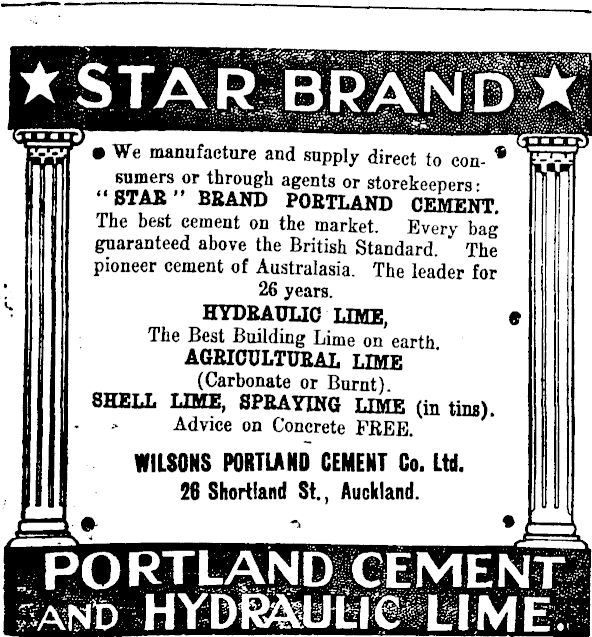 STAR BRAND
We manufacture and supply direct to con-
sumers or through agents or storekeepers:
"STAR" BRAND PORTLAND CEMENT.
The best cement on the market. Every bag
guaranteed above the British Standard. The
pioneer cement of Australasia. The leader for
26 years.
HYDRAULIC LIME,
The Best Building Lime on earth.
AGRICULTURAL LIME
(Carbonate or Burnt).
SHELL LIME, SPRAYING LIME (in tins).
Advice on Concrete FREE.
WILSONS PORTLAND CEMENT Co. Ltd.
26 Shortland St., Auckland.
PORTLAND CEMENT
AND HYDRAULIC LIME.